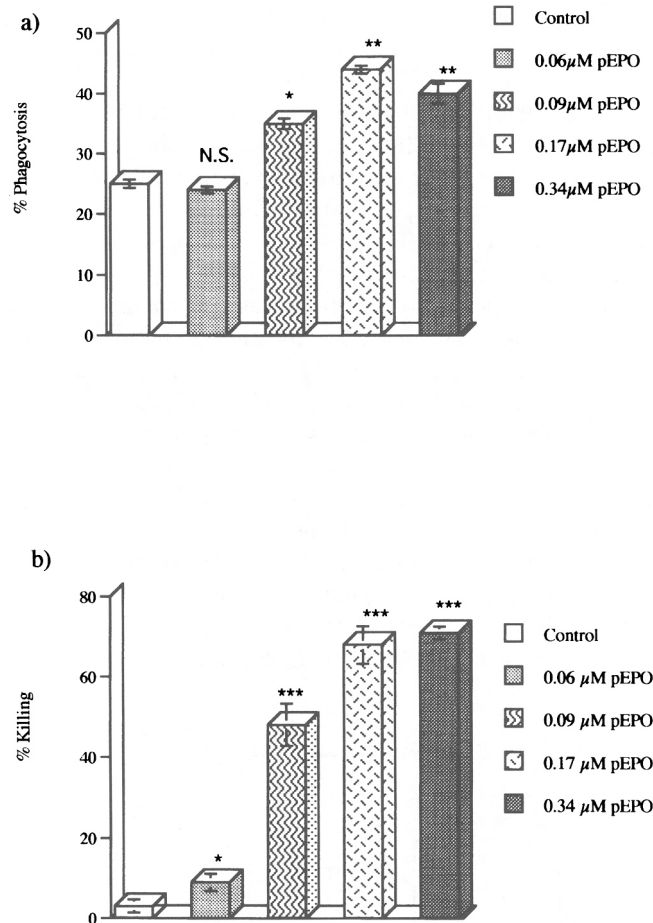 a)
% Phagocytosis
50
40
30
20
10
0
N.S.
*
**
**
Control
0.06µM pEPO
0.09µM pEPO
0.17µM pEPO
0.34µM pEPO
b)
% Killing
80
60
40
20
0
*
***
***
***
Control
0.06 µM pEPO
0.09 µM pEPO
0.17 µM pEPO
0.34 µM pEPO